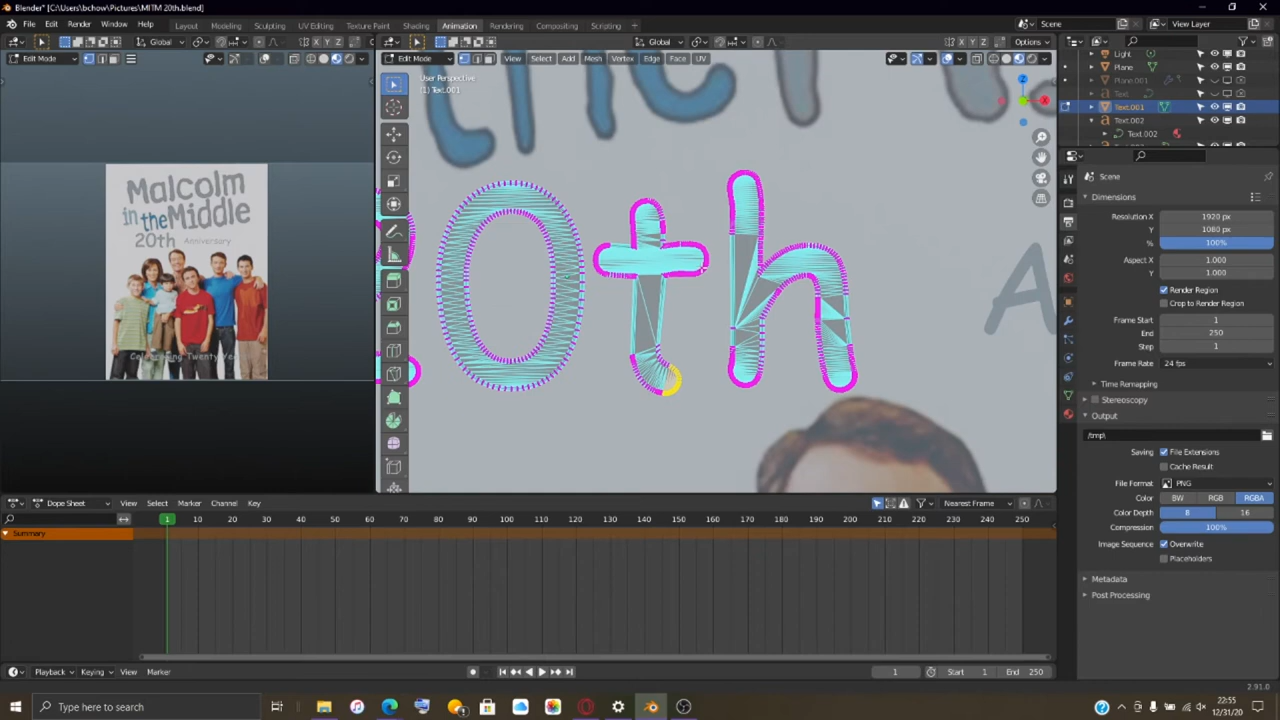 Blender* [C:\Users\bchow\Pictures\MITM 20th.blend]
File Edit Render Window Help Layout Modeling Sculpting UV Editing Texture Paint Shading Animation Rendering Compositing Scripting + Scene View Layer
Global Global Options
Edit Mode Edit Mode View Select Add Mesh Vertex Edge Face UV
User Perspective
(1) Text.001
Light
Plane
Plane.001
Text
Text.001
Text.002
Text.002
Scene
Dimensions
Resolution X 1920 px
Y 1080 px
% 100%
Aspect X 1.000
Y 1.000
Render Region
Crop to Render Region
Frame Start 1
End 250
Step 1
Frame Rate 24 fps
Time Remapping
Stereoscopy
Output
/tmp\
Saving File Extensions
Cache Result
File Format PNG
Color BW RGB RGBA
Color Depth 8 16
Compression 100%
Image Sequence Overwrite
Placeholders
Metadata
Post Processing
Malcolm
in the Middle
20th Anniversary
Celebrating Twenty Years
0th
A
Dope Sheet View Select Marker Channel Key Nearest Frame
1 10 20 30 40 50 60 70 80 90 100 110 120 130 140 150 160 170 180 190 200 210 220 230 240 250
Summary
Playback Keying View Marker 1 Start 1 End 250
2.91.0
Type here to search
22:55
12/31/20